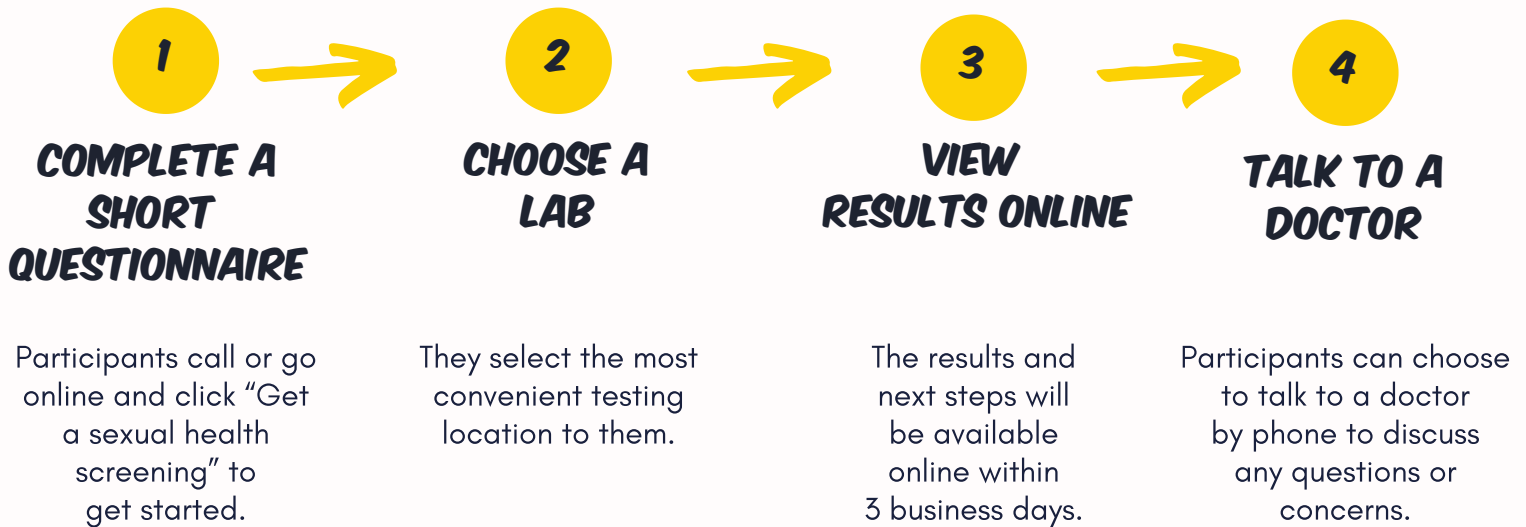 1
COMPLETE A
SHORT
QUESTIONNAIRE
Participants call or go
online and click “Get
a sexual health
screening” to
get started.
2
CHOOSE A
LAB
They select the most
convenient testing
location to them.
3
VIEW
RESULTS ONLINE
The results and
next steps will
be available
online within
3 business days.
4
TALK TO A
DOCTOR
Participants can choose
to talk to a doctor
by phone to discuss
any questions or
concerns.